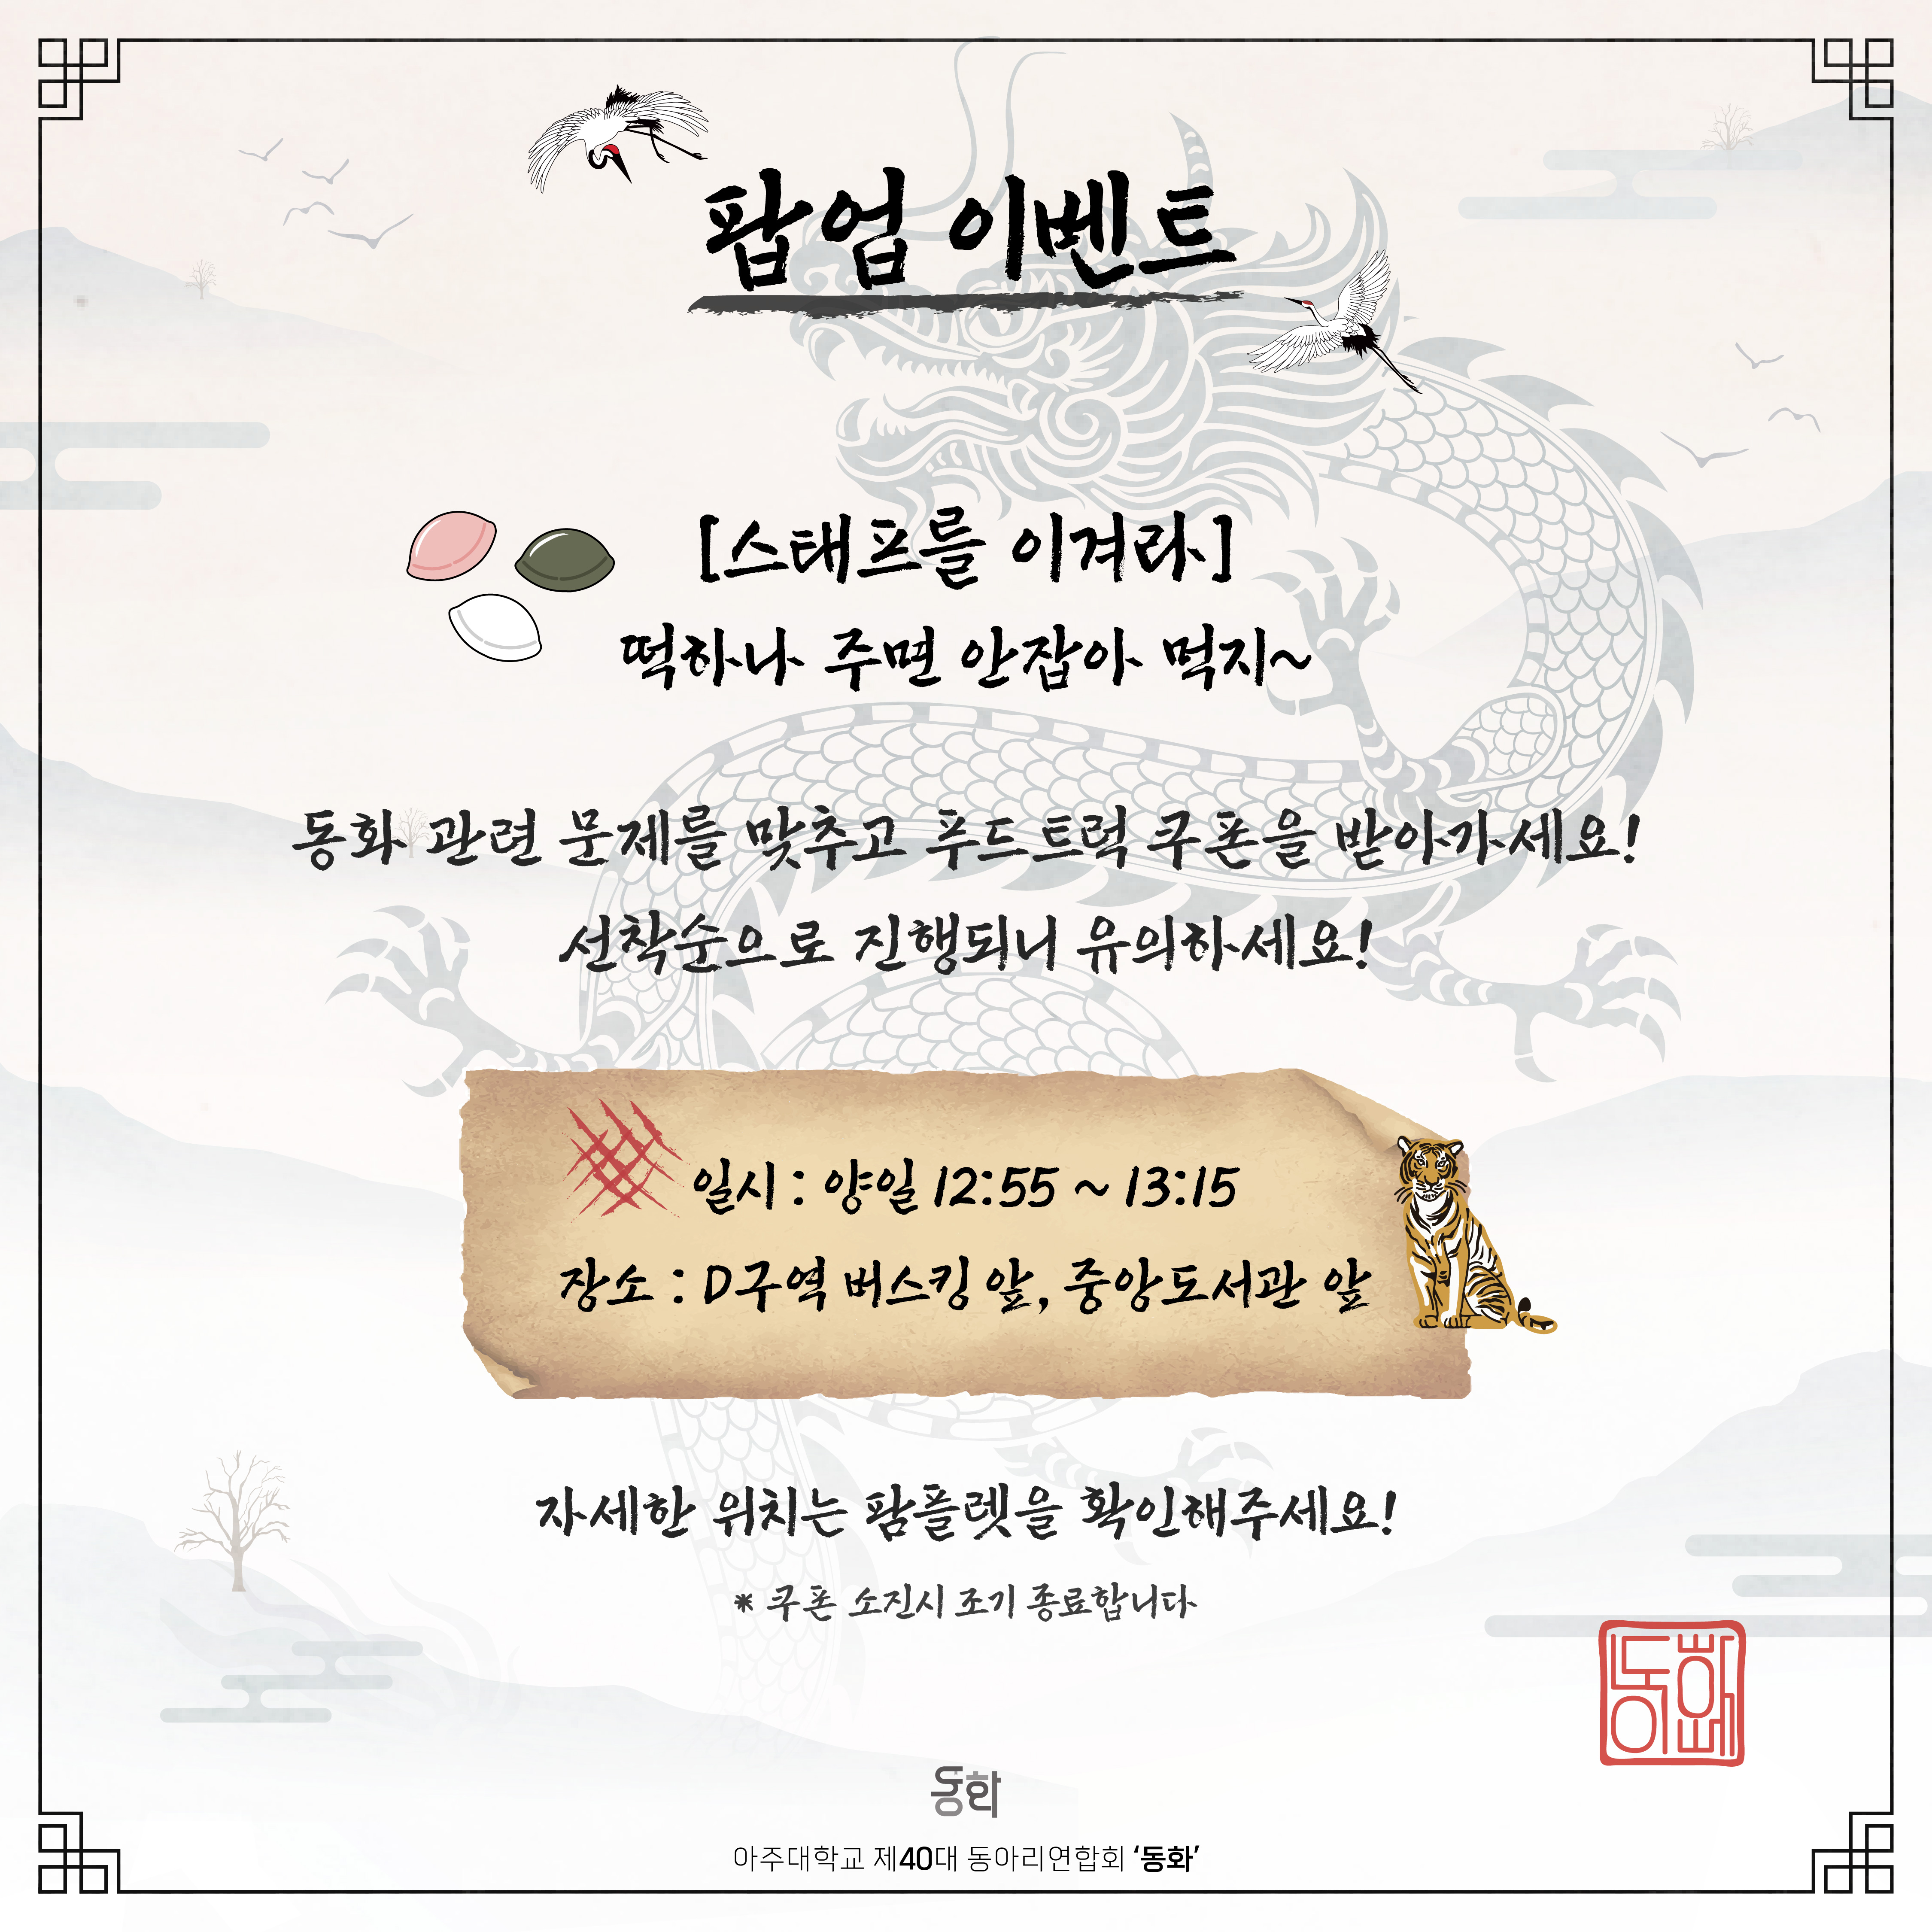 팝업 이벤트
[스태프를 이겨라]
떡하나 주면 안잡아 먹지~
동화 관련 문제를 맞추고 푸드트럭 쿠폰을 받아가세요!
선착순으로 진행되니 유의하세요!
일시 : 양일 12:55 ~ 13:15
장소 : D구역 버스킹 앞, 중앙도서관 앞
자세한 위치는 팜플렛을 확인해주세요!
* 쿠폰 소진시 조기 종료합니다
동화
동화
아주대학교 제40대 동아리연합회 ‘동화’